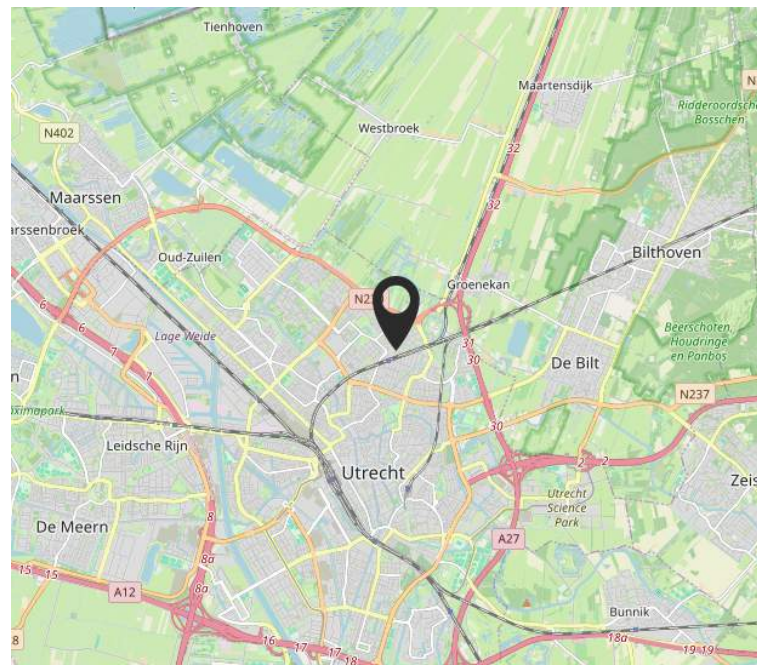 Tienhoven
Maartensdijk
Westbroek
Ridderoordsche
Bosschen
N402
32
Maarssen
arssenbroek
32
Oud-Zuilen
Bilthoven
Groenekan
6
6
Lage Weide
7
7
31
30
Beerschoten,
Houdringe
en Panbos
De Bilt
N237
ximapark
Leidsche Rijn
30
Utrecht
2
2
Zeis
Utrecht
Science
Park
De Meern
8
A27
8a
8a
15
15
A12
Bunnik
16
17
17
18
18a
19
19